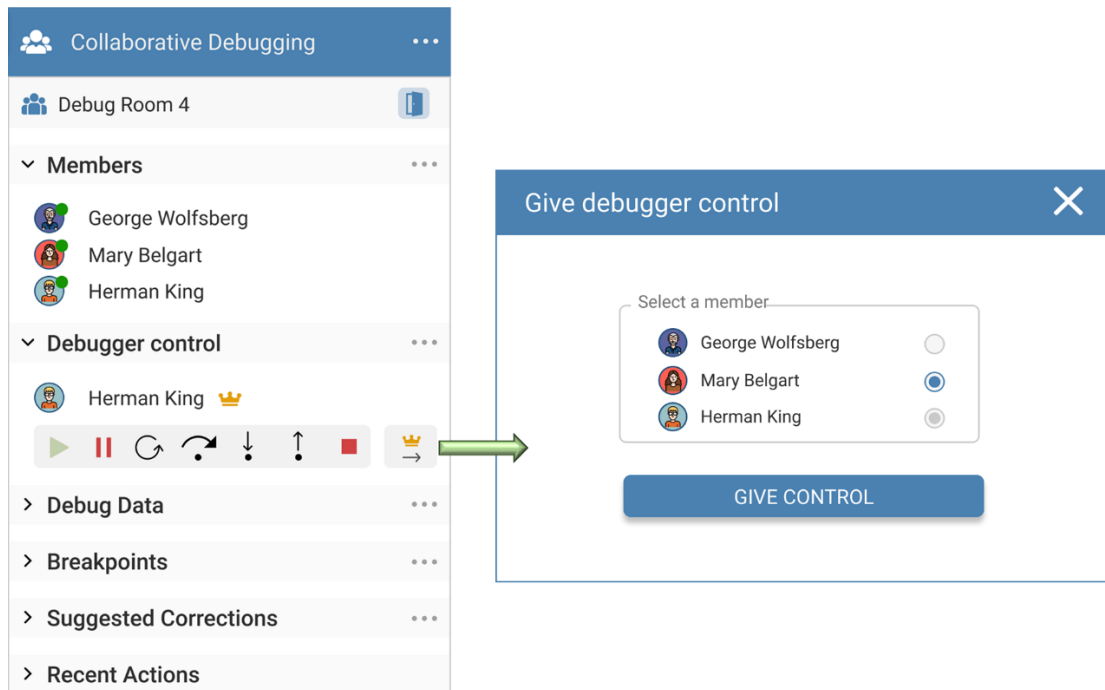 Collaborative Debugging
Debug Room 4
Members
George Wolfsberg
Mary Belgart
Herman King
Debugger control
Herman King
Debug Data
Breakpoints
Suggested Corrections
Recent Actions
Give debugger control
Select a member
George Wolfsberg
Mary Belgart
Herman King
GIVE CONTROL